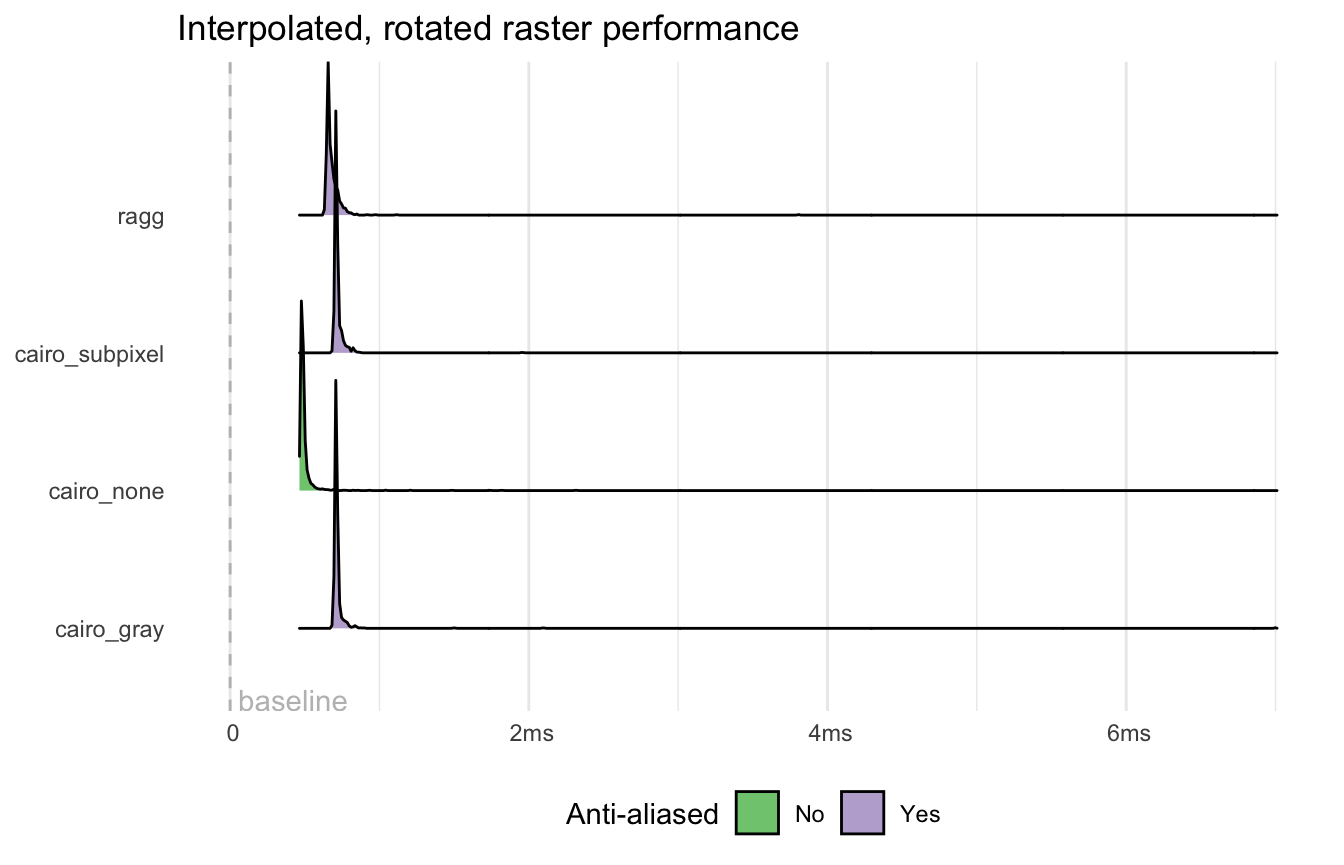 Interpolated, rotated raster performance
ragg
cairo_subpixel
cairo_none
cairo_gray
baseline
0 2ms 4ms 6ms
Anti-aliased No Yes